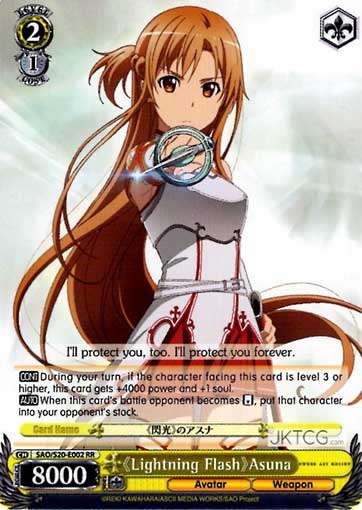 LEVEL
2
1
COST
I'll protect you, too. I'll protect you forever.
CONT During your turn, if the character facing this card is level 3 or
higher, this card gets +4000 power and +1 soul.
AUTO When this card's battle opponent becomes [▪], put that character
into your opponent's stock.
Card Name 《閃光》のアスナ
JKTCG.com
CH SAO/S20-E002 RR
8000 《Lightning Flash》Asuna
Avatar Weapon
©REKI KAWAHARA/ASCII MEDIA WORKS/SAO Project